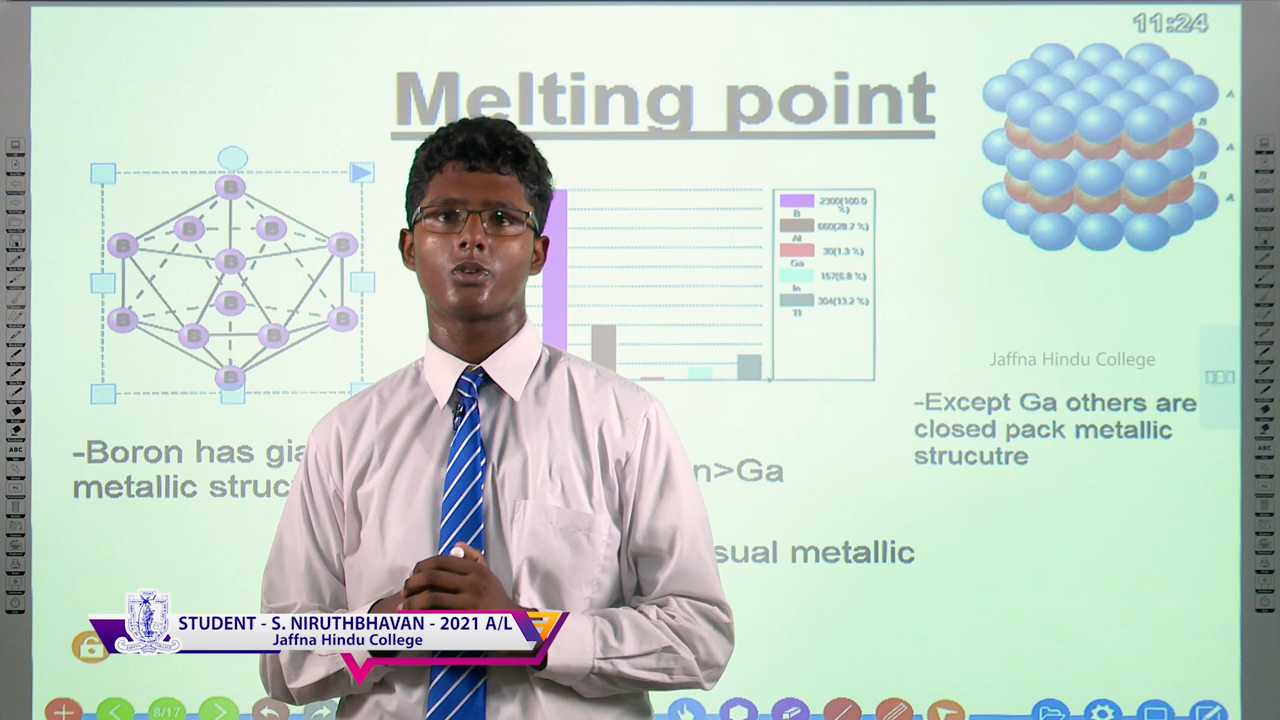 11:24
Melting point
A
B
A
B
A
B
B
B
B
B
B
B
B
B
B
B
B
2300(100.0
%)
B
660(28.7 %)
Al
30(1.3 %)
Ga
157(6.8 %)
In
304(13.2 %)
Tl
Jaffna Hindu College
-Except Ga others are
closed pack metallic
strucutre
-Boron has gia
metallic struc
n>Ga
sual metallic
STUDENT - S. NIRUTHBHAVAN - 2021 A/L
Jaffna Hindu College
ABC
ABC
8/17